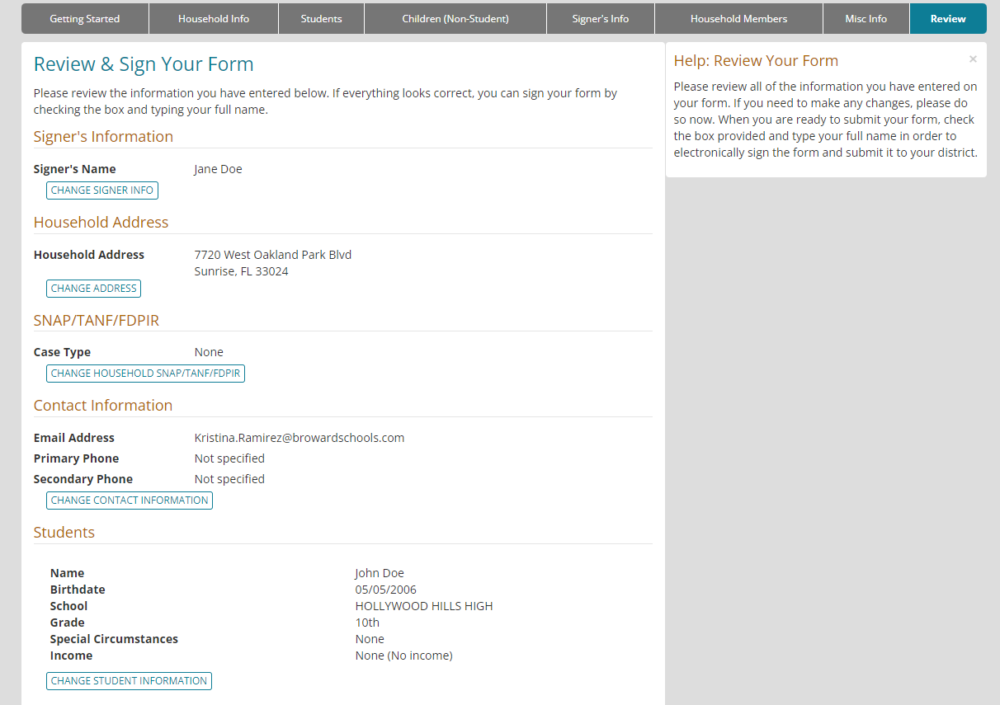 Getting Started Household Info Students Children (Non-Student) Signer's Info Household Members Misc Info Review
Review & Sign Your Form
Please review the information you have entered below. If everything looks correct, you can sign your form by
checking the box and typing your full name.
Signer's Information
Signer's Name Jane Doe
CHANGE SIGNER INFO
Household Address
Household Address 7720 West Oakland Park Blvd
Sunrise, FL 33024
CHANGE ADDRESS
SNAP/TANF/FDPIR
Case Type None
CHANGE HOUSEHOLD SNAP/TANF/FDPIR
Contact Information
Email Address Kristina.Ramirez@browardschools.com
Primary Phone Not specified
Secondary Phone Not specified
CHANGE CONTACT INFORMATION
Students
Name John Doe
Birthdate 05/05/2006
School HOLLYWOOD HILLS HIGH
Grade 10th
Special Circumstances None
Income None (No income)
CHANGE STUDENT INFORMATION
Help: Review Your Form ×
Please review all of the information you have entered on
your form. If you need to make any changes, please do
so now. When you are ready to submit your form, check
the box provided and type your full name in order to
electronically sign the form and submit it to your district.